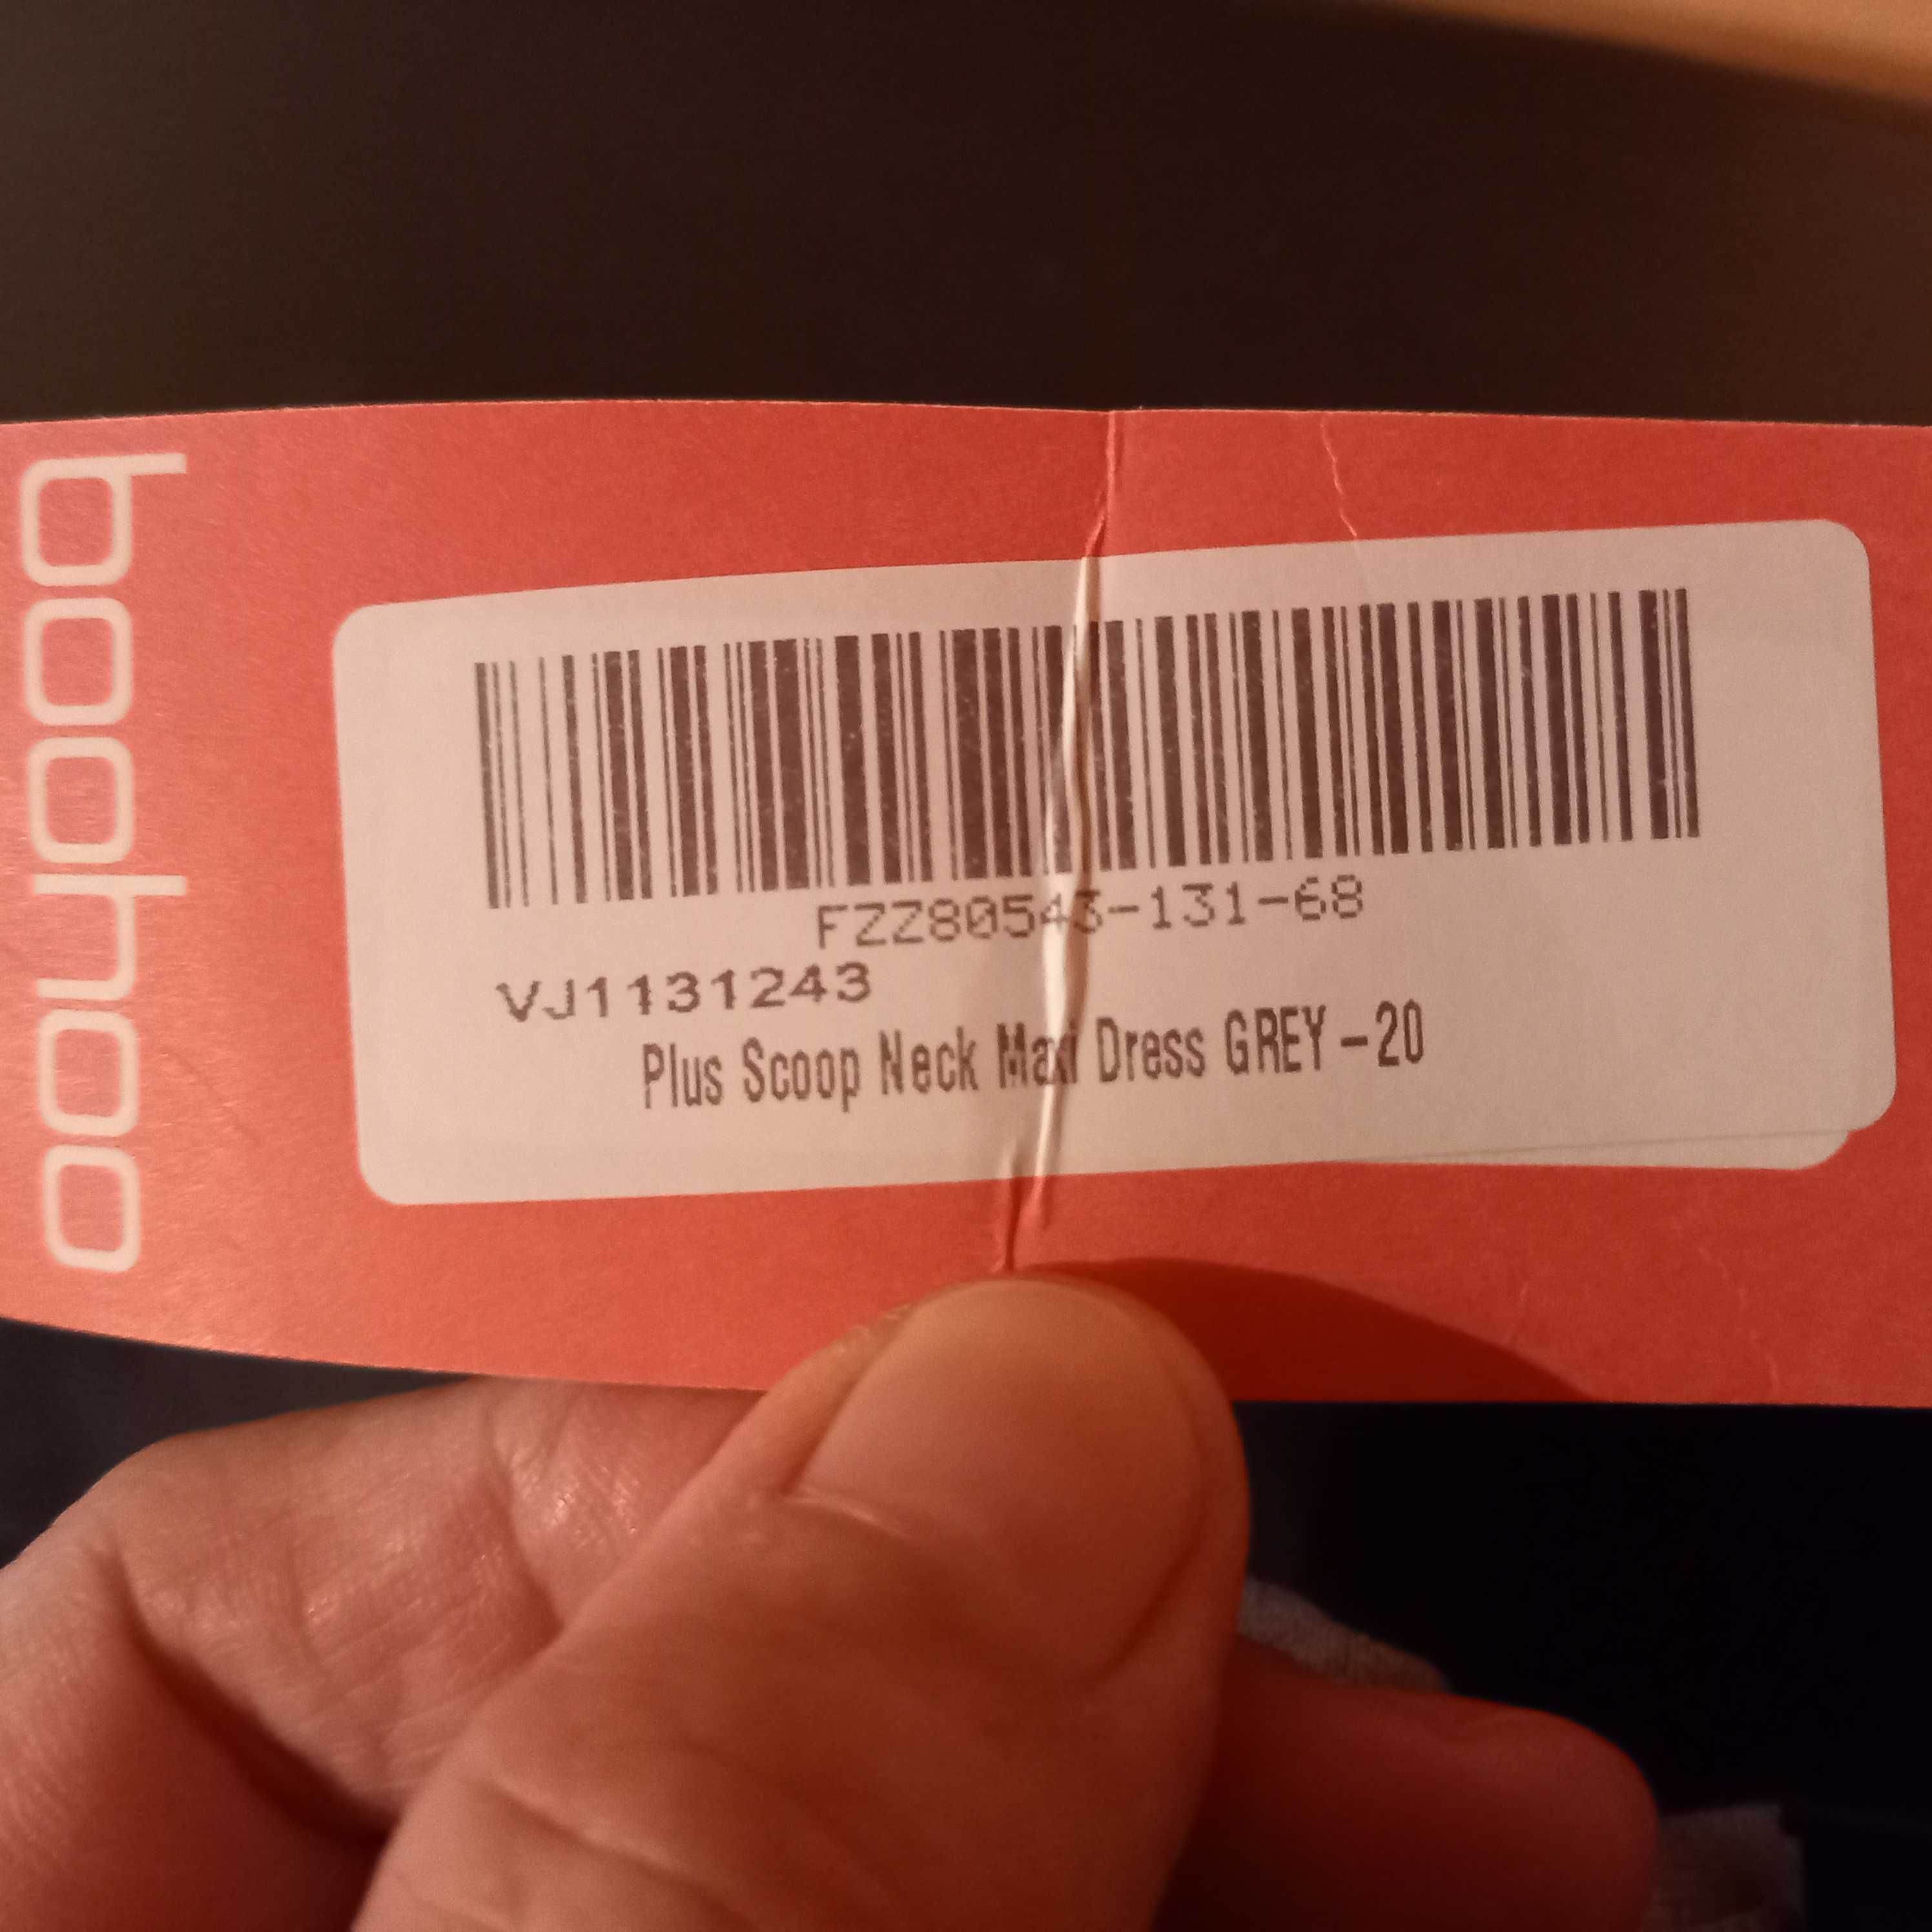 boohoo
FZZ80543-131-68
VJ1131243
Plus Scoop Neck Maxi Dress GREY -20